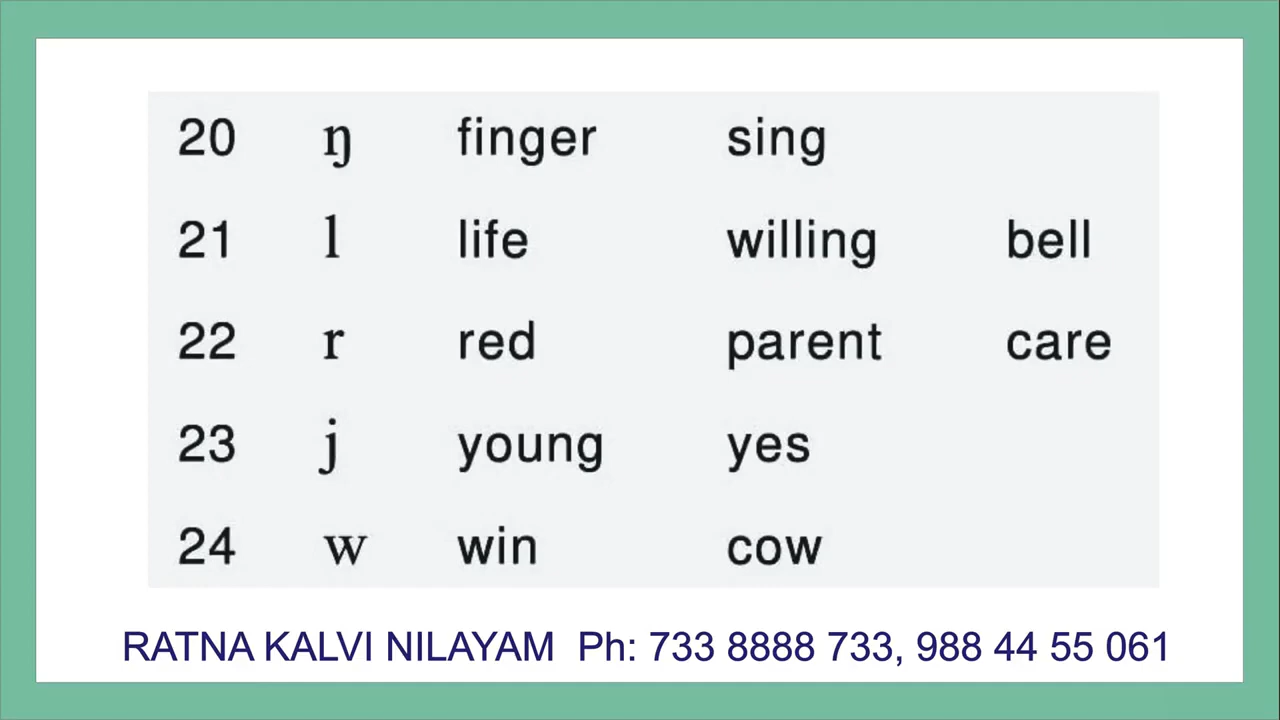 20 ŋ finger sing
21 l life willing bell
22 r red parent care
23 j young yes
24 w win cow
RATNA KALVI NILAYAM Ph: 733 8888 733, 988 44 55 061